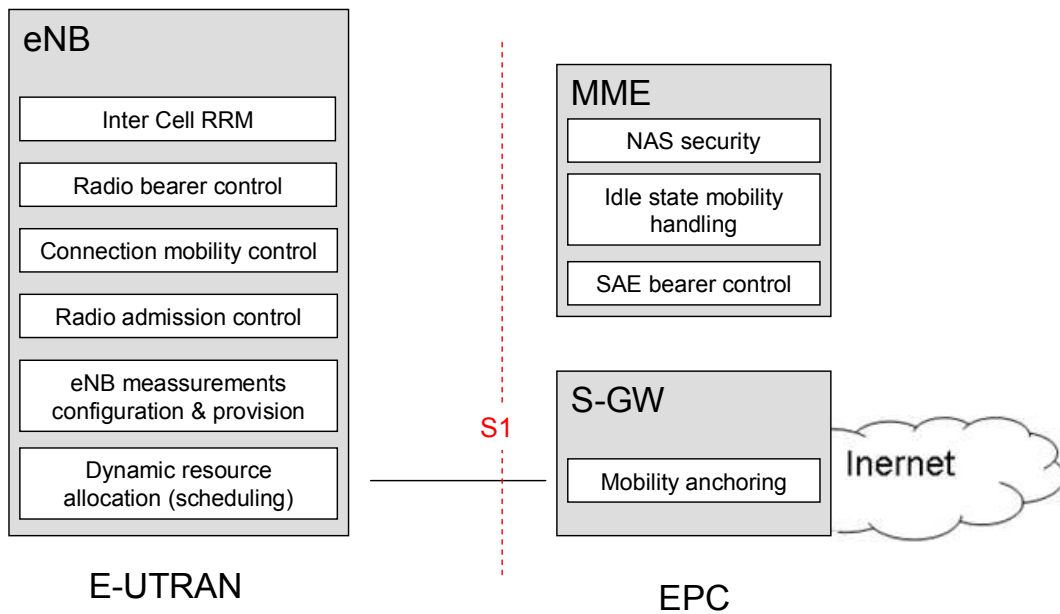 eNB
Inter Cell RRM
Radio bearer control
Connection mobility control
Radio admission control
eNB meassurements
configuration & provision
Dynamic resource
allocation (scheduling)
E-UTRAN
S1
MME
NAS security
Idle state mobility
handling
SAE bearer control
S-GW
Mobility anchoring
Inernet
EPC